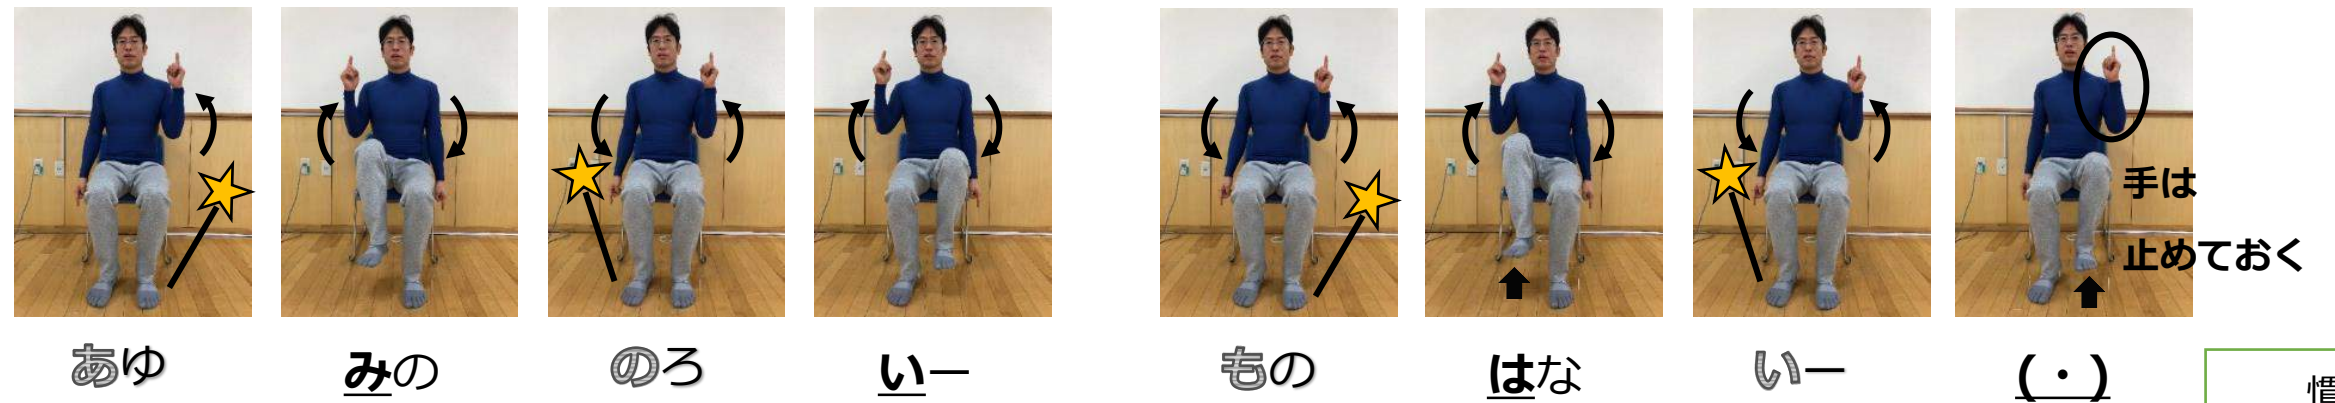 手は
止めておく
あゆ
みの
のろ
いー
もの
はな
いー
(・)